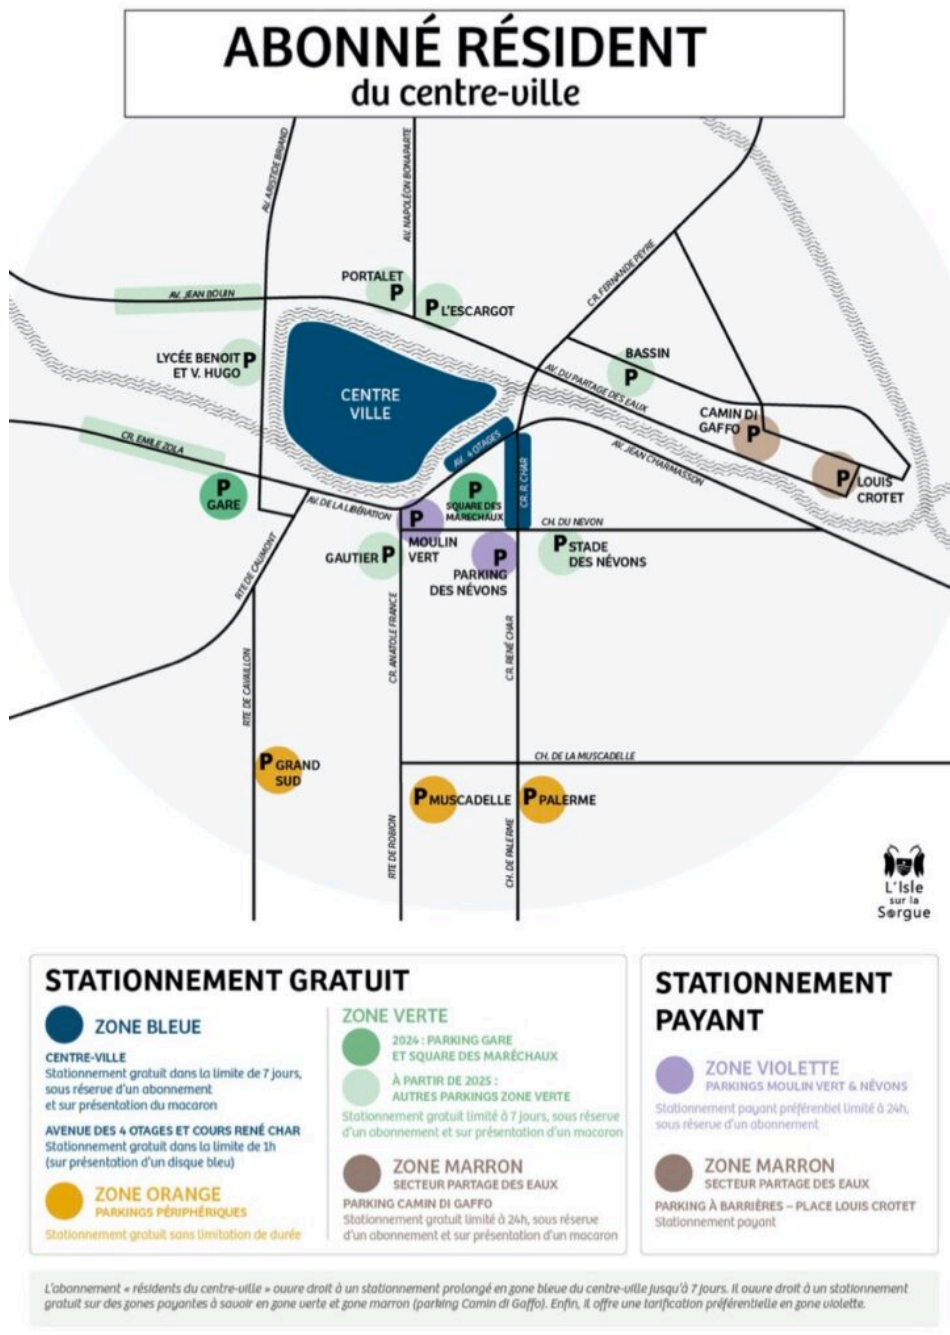 ABONNÉ RÉSIDENT
du centre-ville
AV. ARISTIDE BRIAND
AV. NAPOLÉON BONAPARTE
CR. FERNANDE PEYRE
PORTALET
P
AV. JEAN BOUIN
P L'ESCARGOT
LYCÉE BENOIT P
ET V. HUGO
BASSIN
P
AV. DU PARTAGE DES EAUX
CENTRE
VILLE
CAMIN DI
GAFFO P
CR. EMILE ZOLA
AV. 4 OTAGES
AV. JEAN CHARMASSON
CR. R. CHAR
P
GARE
P
SQUARE DES
MARECHAUX
P LOUIS
CROTET
AV. DE LA LIBÉRATION
P
MOULIN
VERT
CH. DU NEVON
RTE DE CAUMONT
GAUTIER P
P
PARKING
DES NÉVONS
P STADE
DES NÉVONS
CR. ANATOLE FRANCE
CR. RENÉ CHAR
RTE DE CAVAILLON
P GRAND
SUD
CH. DE LA MUSCADELLE
P MUSCADELLE
P PALERME
RTE DE ROBION
CH. DE PALERME
L'Isle
sur la
Sorgue
STATIONNEMENT GRATUIT
ZONE BLEUE
CENTRE-VILLE
Stationnement gratuit dans la limite de 7 jours,
sous réserve d'un abonnement
et sur présentation du macaron
AVENUE DES 4 OTAGES ET COURS RENÉ CHAR
Stationnement gratuit dans la limite de 1h
(sur présentation d'un disque bleu)
ZONE ORANGE
PARKINGS PÉRIPHÉRIQUES
Stationnement gratuit sans limitation de durée
ZONE VERTE
2024 : PARKING GARE
ET SQUARE DES MARÉCHAUX
À PARTIR DE 2025 :
AUTRES PARKINGS ZONE VERTE
Stationnement gratuit limité à 7 jours, sous réserve
d'un abonnement et sur présentation d'un macaron
ZONE MARRON
SECTEUR PARTAGE DES EAUX
PARKING CAMIN DI GAFFO
Stationnement gratuit limité à 24h, sous réserve
d'un abonnement et sur présentation d'un macaron
STATIONNEMENT
PAYANT
ZONE VIOLETTE
PARKINGS MOULIN VERT & NÉVONS
Stationnement payant préférentiel limité à 24h,
sous réserve d'un abonnement
ZONE MARRON
SECTEUR PARTAGE DES EAUX
PARKING À BARRIÈRES – PLACE LOUIS CROTET
Stationnement payant
L'abonnement « résidents du centre-ville » ouvre droit à un stationnement prolongé en zone bleue du centre-ville jusqu'à 7 jours. Il ouvre droit à un stationnement
gratuit sur des zones payantes à savoir en zone verte et zone marron (parking Camin di Gaffo). Enfin, il offre une tarification préférentielle en zone violette.